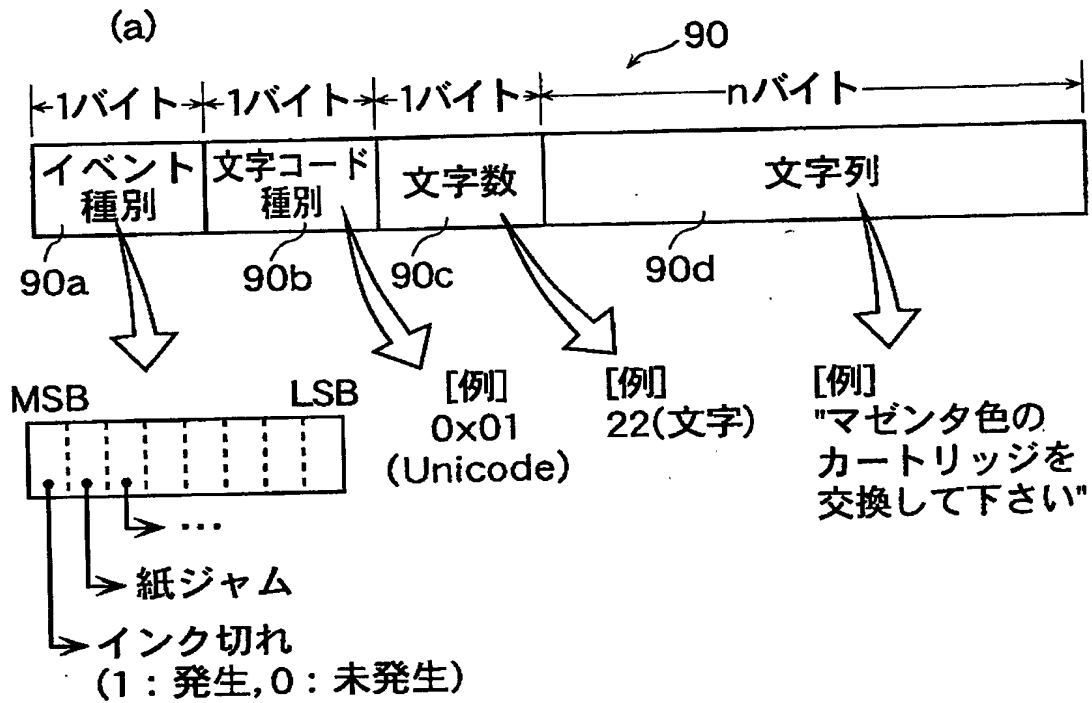 (a)
90
1バイト 1バイト 1バイト nバイト
イベント
種別
文字コード
種別
文字数
文字列
90a
90b
90c
90d
MSB LSB
[例]
0x01
(Unicode)
[例]
22(文字)
[例]
"マゼンタ色の
カートリッジを
交換して下さい"
…
紙ジャム
インク切れ
(1：発生,0：未発生)